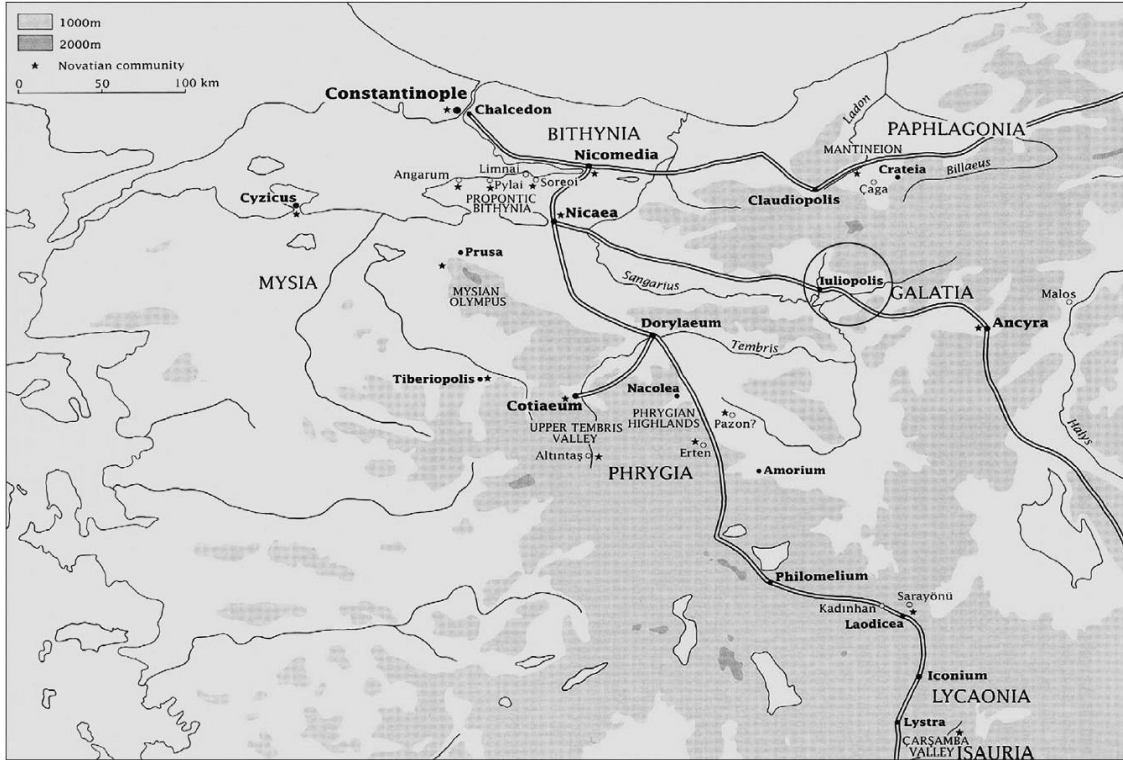 1000m
2000m
★ Novatian community
0 50 100 km
Constantinople
Chalcedon
BITHYNIA
Nicomedia
Ladon
PAPHLAGONIA
MANTINEION
Crateia
Billaeus
Çaga
Claudiopolis
Limnai
Angarum
Pylai
Soreoi
PROPONTIC
BITHYNIA
Cyzicus
Nicaea
Prusa
MYSIA
MYSIAN
OLYMPUS
Sangarius
Iuliopolis
GALATIA
Malos
Ancyra
Dorylaeum
Tembris
Tiberiopolis
Cotiaeum
Nacolea
PHRYGIAN
HIGHLANDS
Pazon?
UPPER TEMBRIS
VALLEY
Altıntaş
Erten
PHRYGIA
Amorium
Halys
Philomelium
Kadınhan
Sarayönü
Laodicea
Iconium
LYCAONIA
Lystra
ÇARŞAMBA
VALLEY
ISAURIA